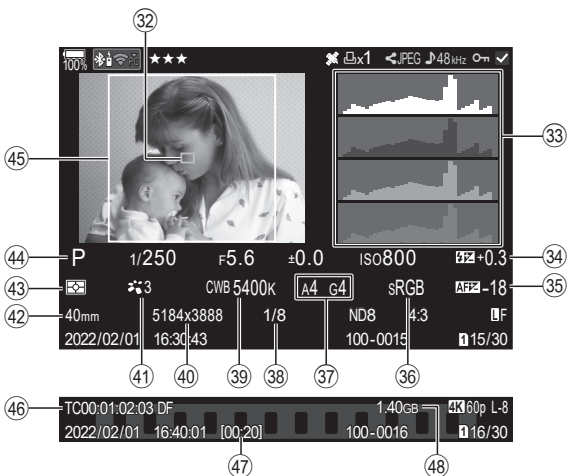 32
100% PC ★★★ x1 JPEG 48kHz
45
33
44 P 1/250 F5.6 ±0.0 ISO800 +0.3 34
43 3 CWB 5400K A4 G4 sRGB AF -18 35
42 40mm 5184x3888 1/8 ND8 4:3 LF
2022/02/01 16:30:43 100-0015 1 15/30
41 40 39 38 37 36
46 TC00:01:02:03 DF 1.40GB 4K 60p L-8
2022/02/01 16:40:01 [00:20] 100-0016 1 16/30
47 48